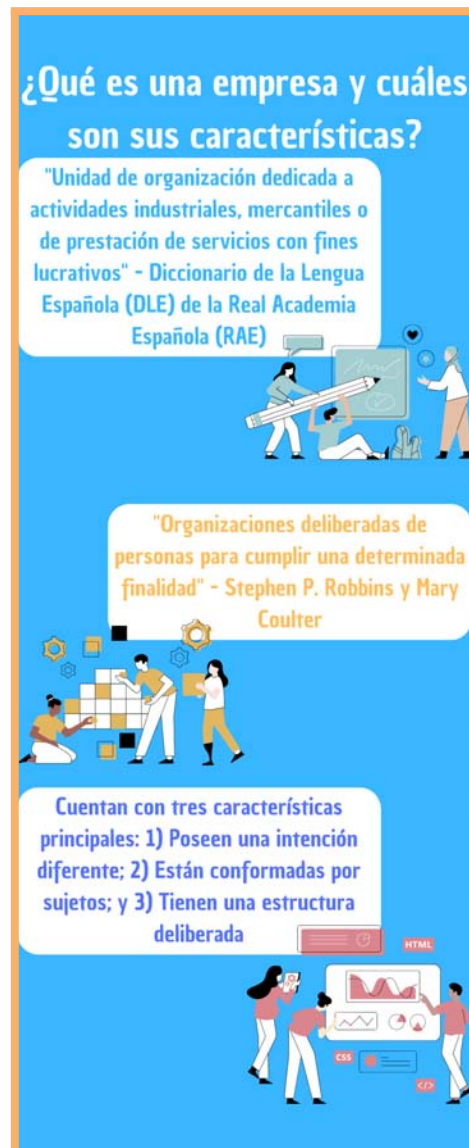 ¿Qué es una empresa y cuáles
son sus características?
"Unidad de organización dedicada a
actividades industriales, mercantiles o
de prestación de servicios con fines
lucrativos" - Diccionario de la Lengua
Española (DLE) de la Real Academia
Española (RAE)
"Organizaciones deliberadas de
personas para cumplir una determinada
finalidad" - Stephen P. Robbins y Mary
Coulter
Cuentan con tres características
principales: 1) Poseen una intención
diferente; 2) Están conformadas por
sujetos; y 3) Tienen una estructura
deliberada
HTML
CSS
</>